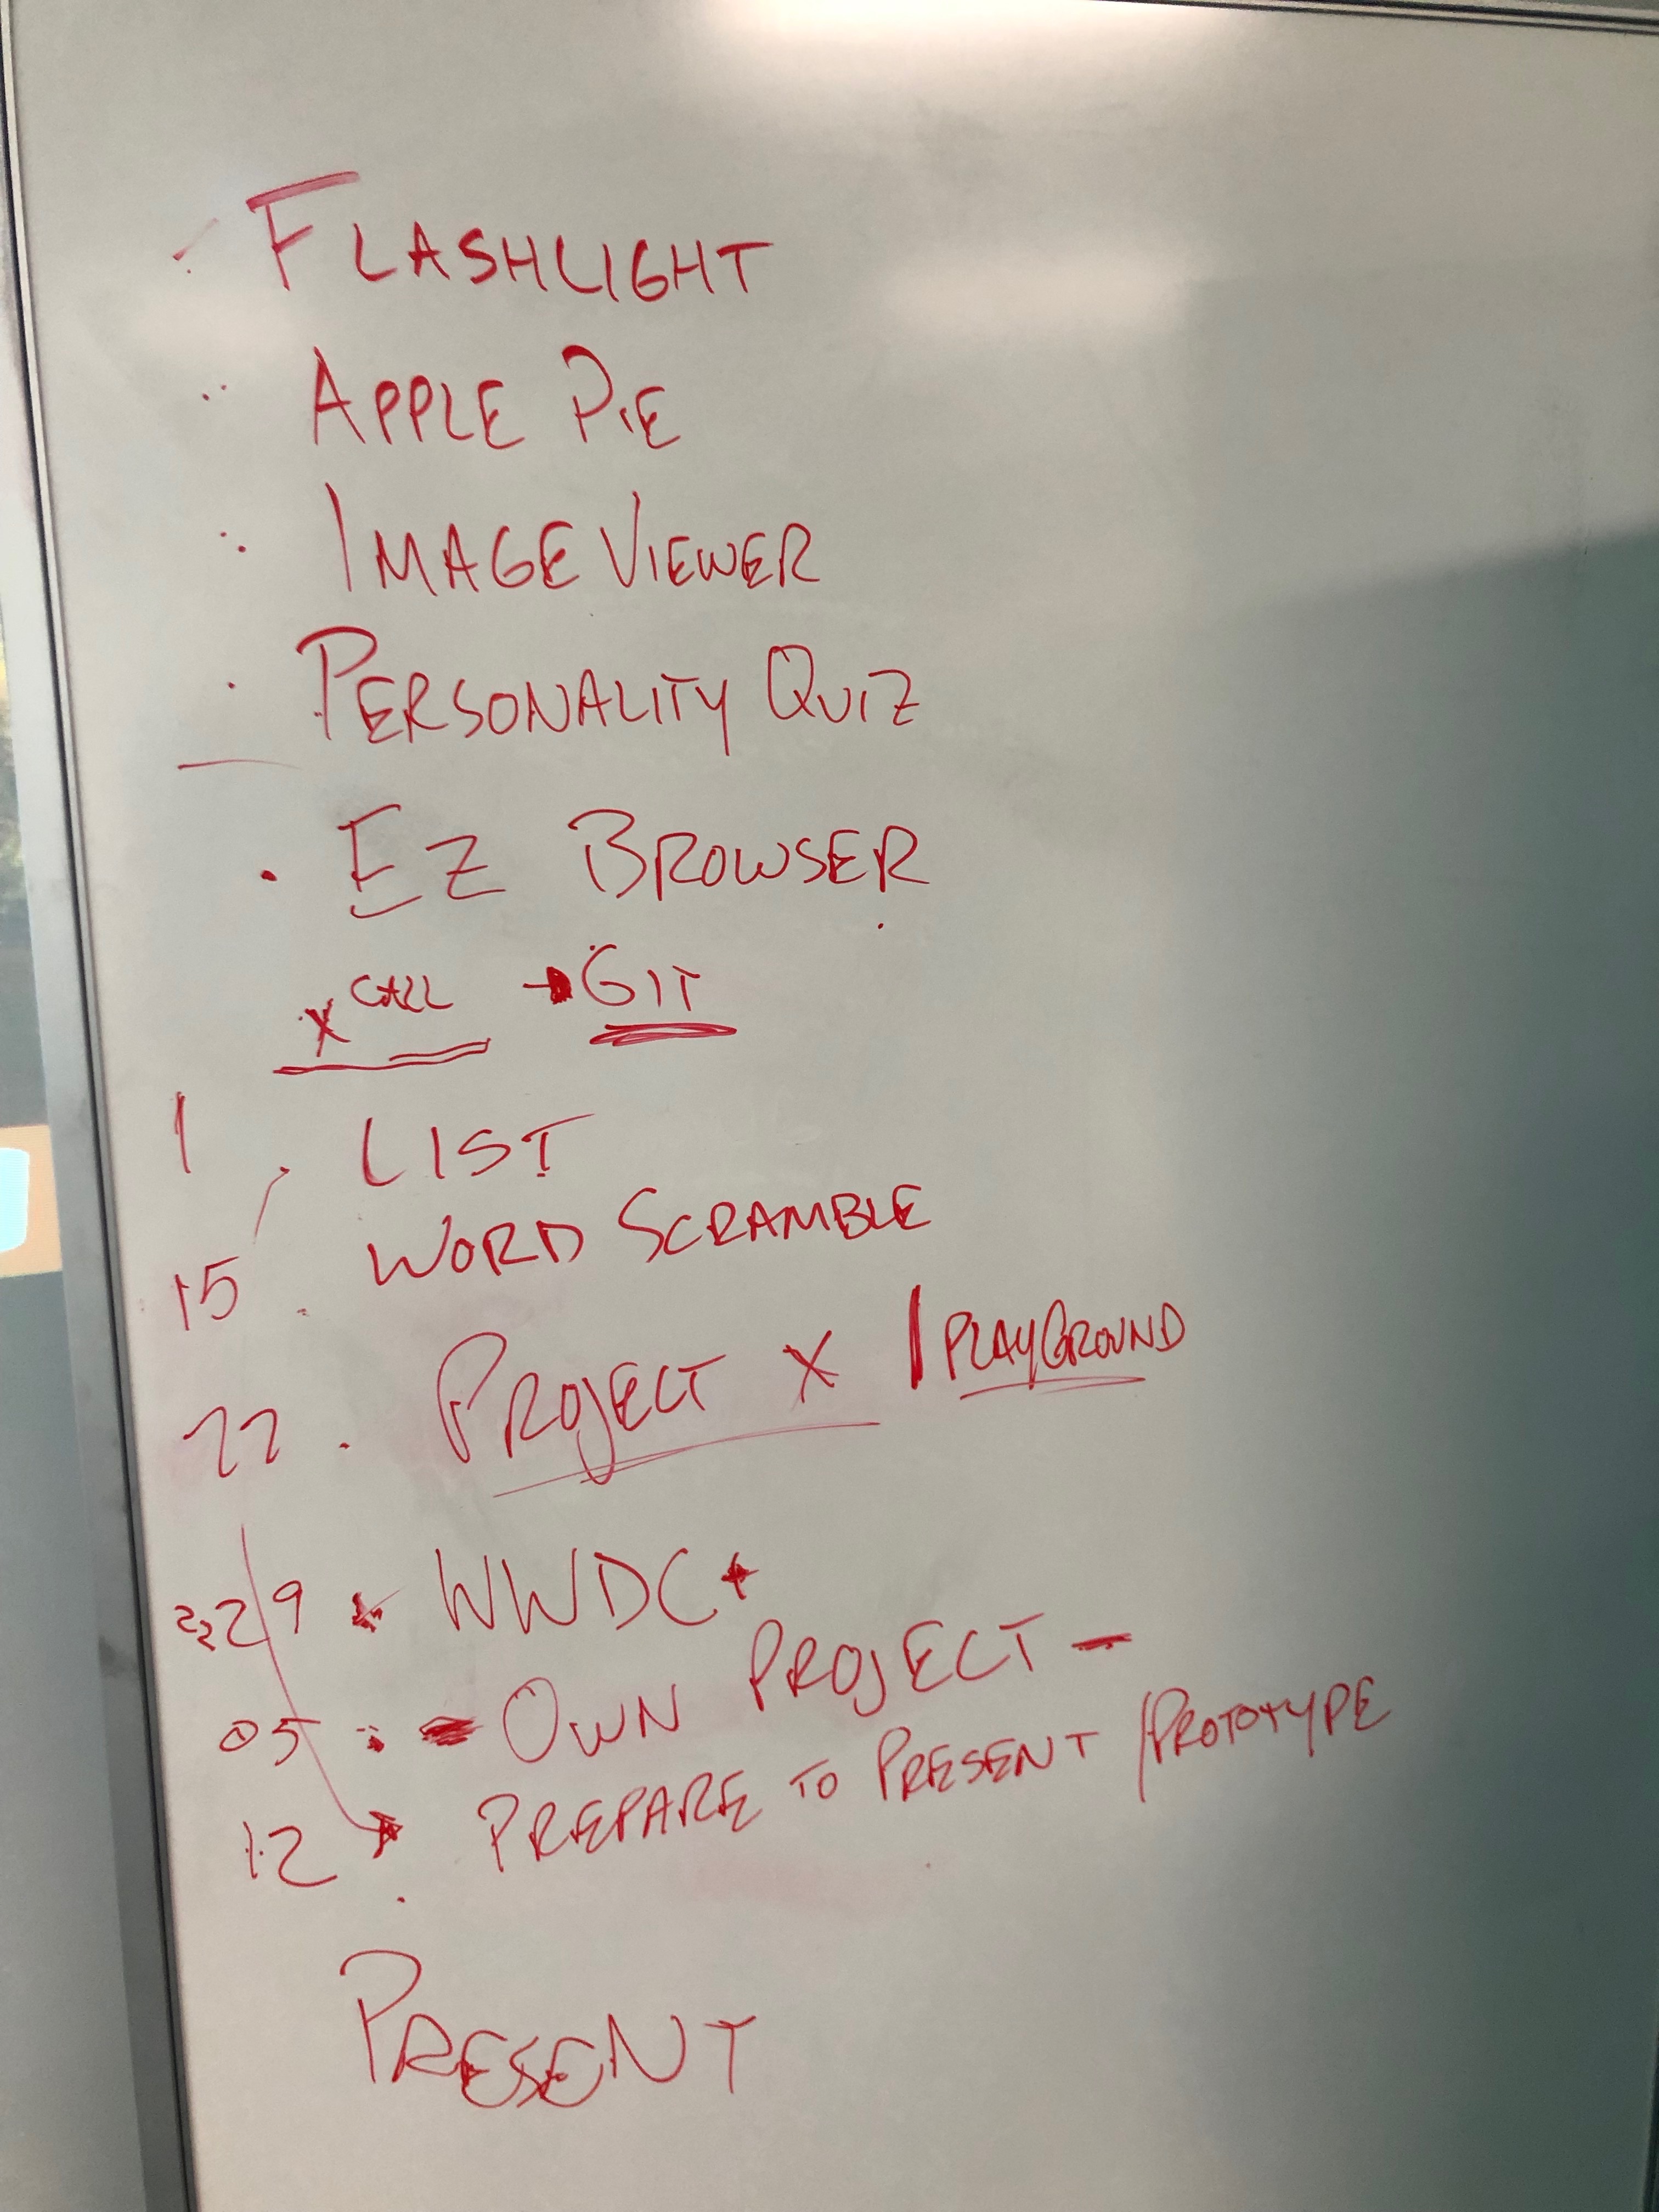 FLASHLIGHT
APPLE PIE
IMAGE VIEWER
PERSONALITY QUIZ
EZ BROWSER
X CALL → GIT
1 . LIST
15 . WORD SCRAMBLE
22 . PROJECT X | PLAYGROUND
29 WWDC+
05 - OWN PROJECT -
12 PREPARE TO PRESENT / PROTOTYPE
PRESENT